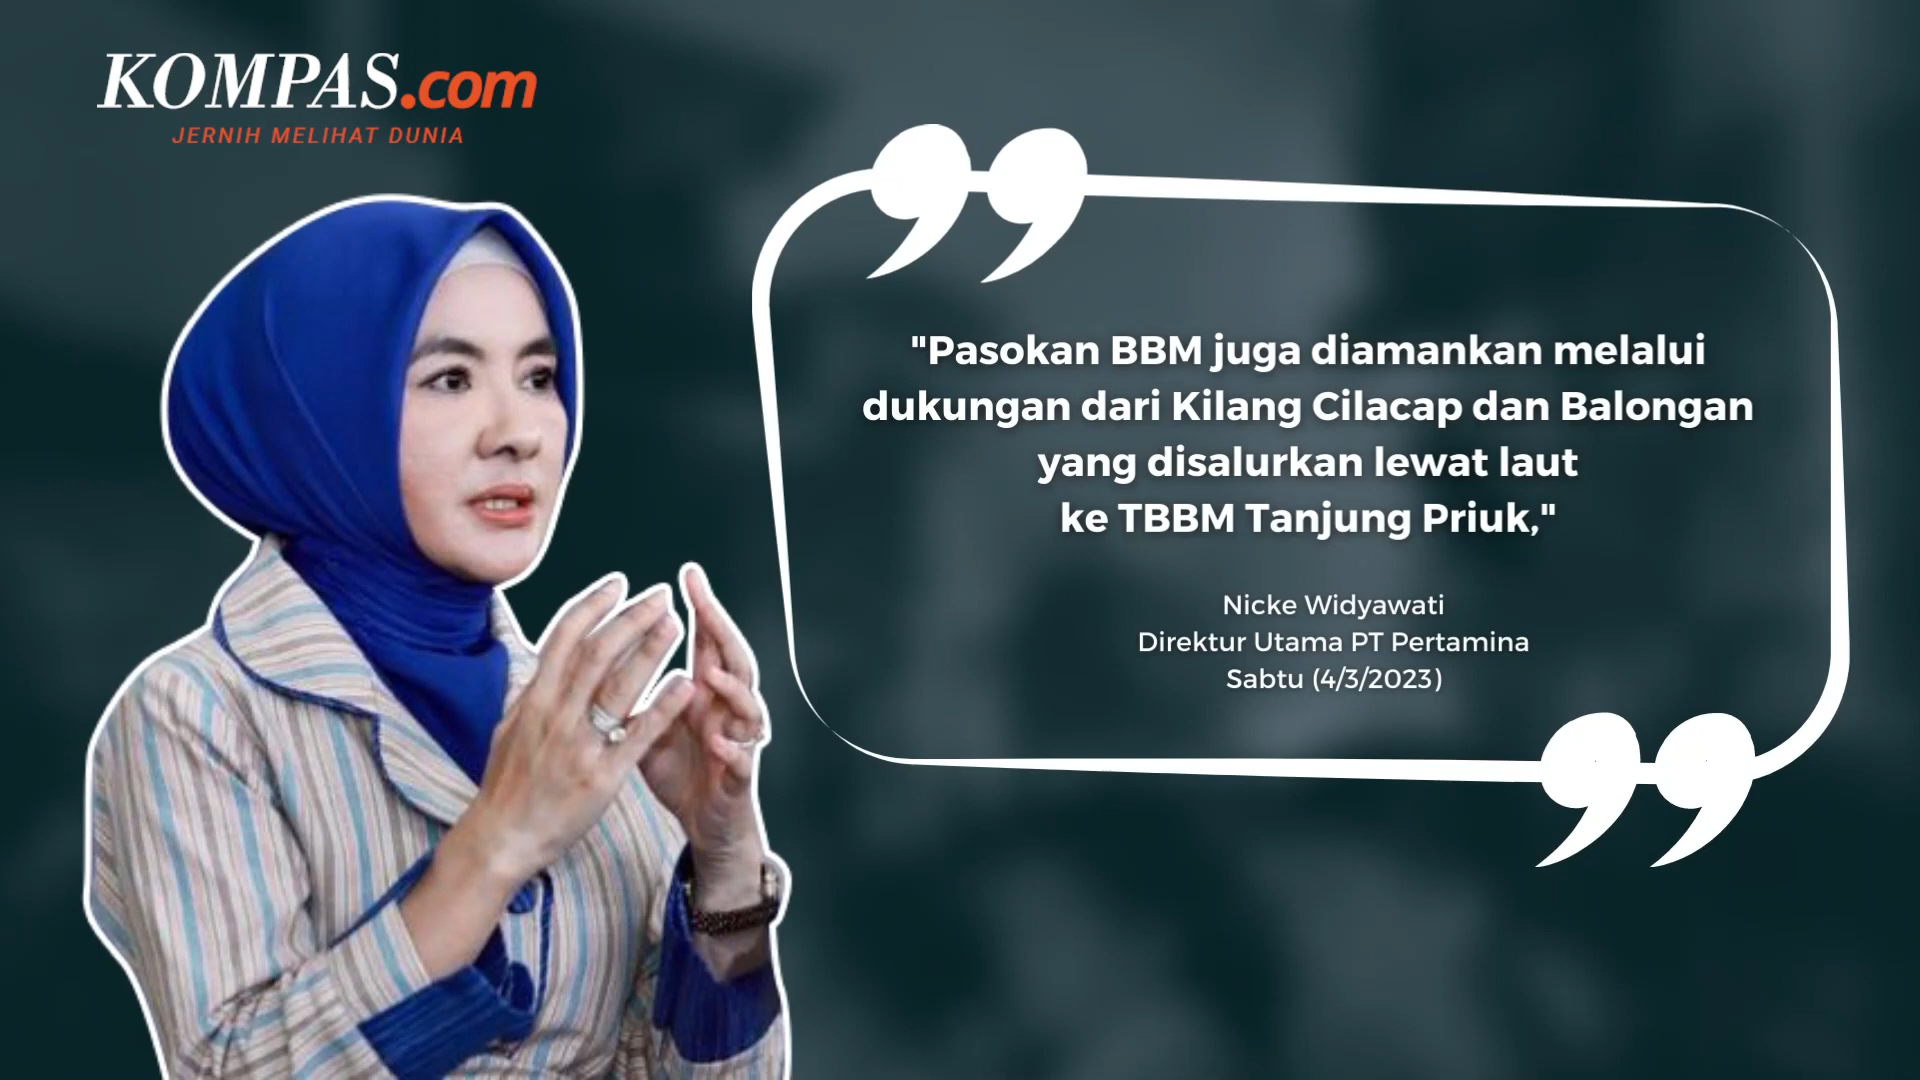 KOMPAS.com
JERNIH MELIHAT DUNIA
"Pasokan BBM juga diamankan melalui
dukungan dari Kilang Cilacap dan Balongan
yang disalurkan lewat laut
ke TBBM Tanjung Priuk,"
Nicke Widyawati
Direktur Utama PT Pertamina
Sabtu (4/3/2023)